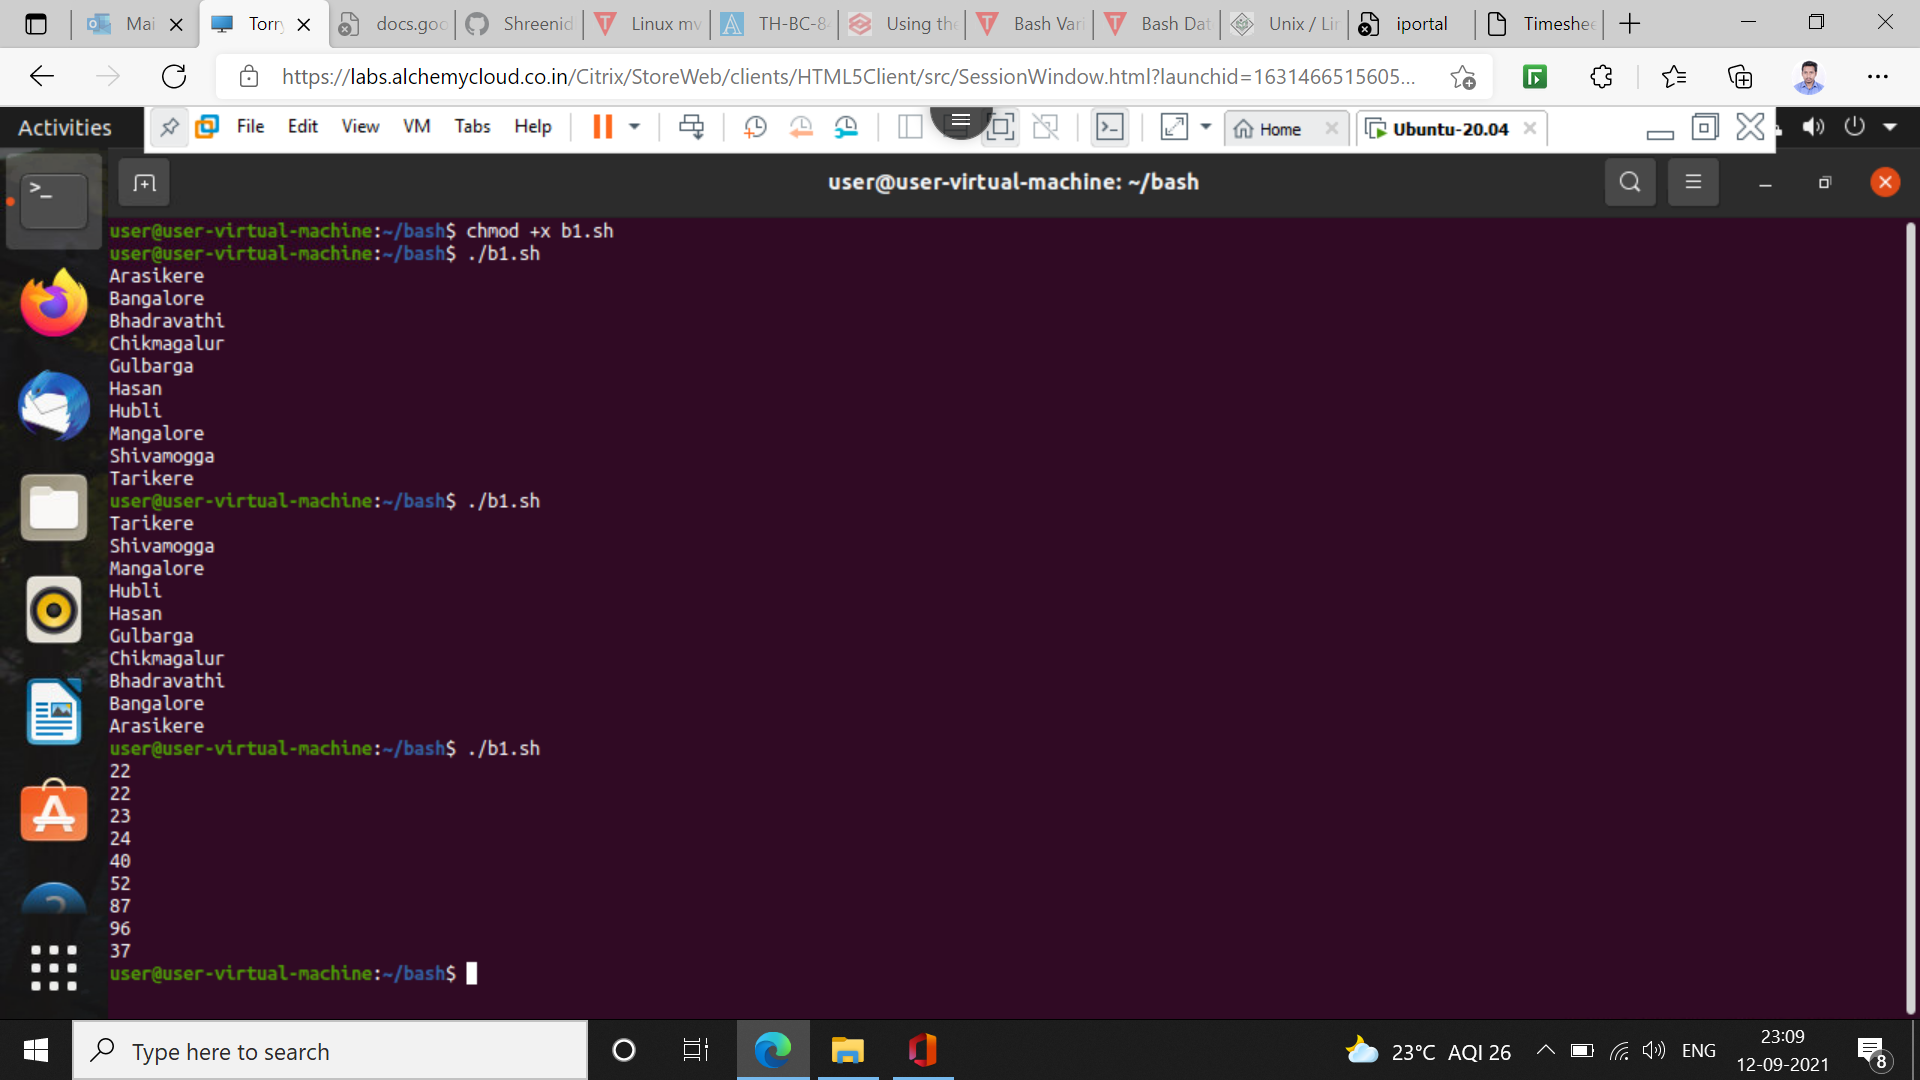 Mai
Torry
docs.goo
Shreenid
Linux mv
TH-BC-8
Using the
Bash Vari
Bash Dat
Unix / Lin
iportal
Timeshee
https://labs.alchemycloud.co.in/Citrix/StoreWeb/clients/HTML5Client/src/SessionWindow.html?launchid=1631466515605...
Activities
File Edit View VM Tabs Help
Home
Ubuntu-20.04
user@user-virtual-machine: ~/bash
user@user-virtual-machine:~/bash$ chmod +x b1.sh
user@user-virtual-machine:~/bash$ ./b1.sh
Arasikere
Bangalore
Bhadravathi
Chikmagalur
Gulbarga
Hasan
Hubli
Mangalore
Shivamogga
Tarikere
user@user-virtual-machine:~/bash$ ./b1.sh
Tarikere
Shivamogga
Mangalore
Hubli
Hasan
Gulbarga
Chikmagalur
Bhadravathi
Bangalore
Arasikere
user@user-virtual-machine:~/bash$ ./b1.sh
22
22
23
24
40
52
87
96
37
user@user-virtual-machine:~/bash$
Type here to search
23°C AQI 26
ENG
23:09
12-09-2021
8